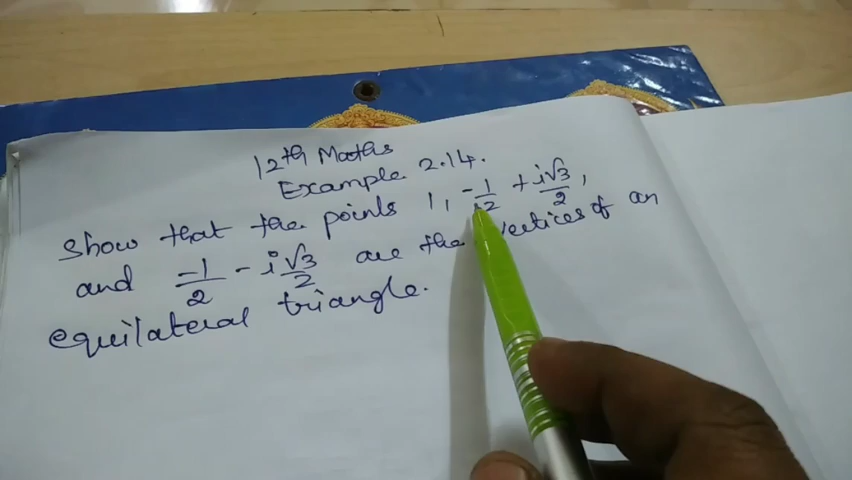 12th Maths
Example 2.14.
Show that the points 1, -1/2 + i√3/2,
and -1/2 - i√3/2 are the vertices of an
equilateral triangle.